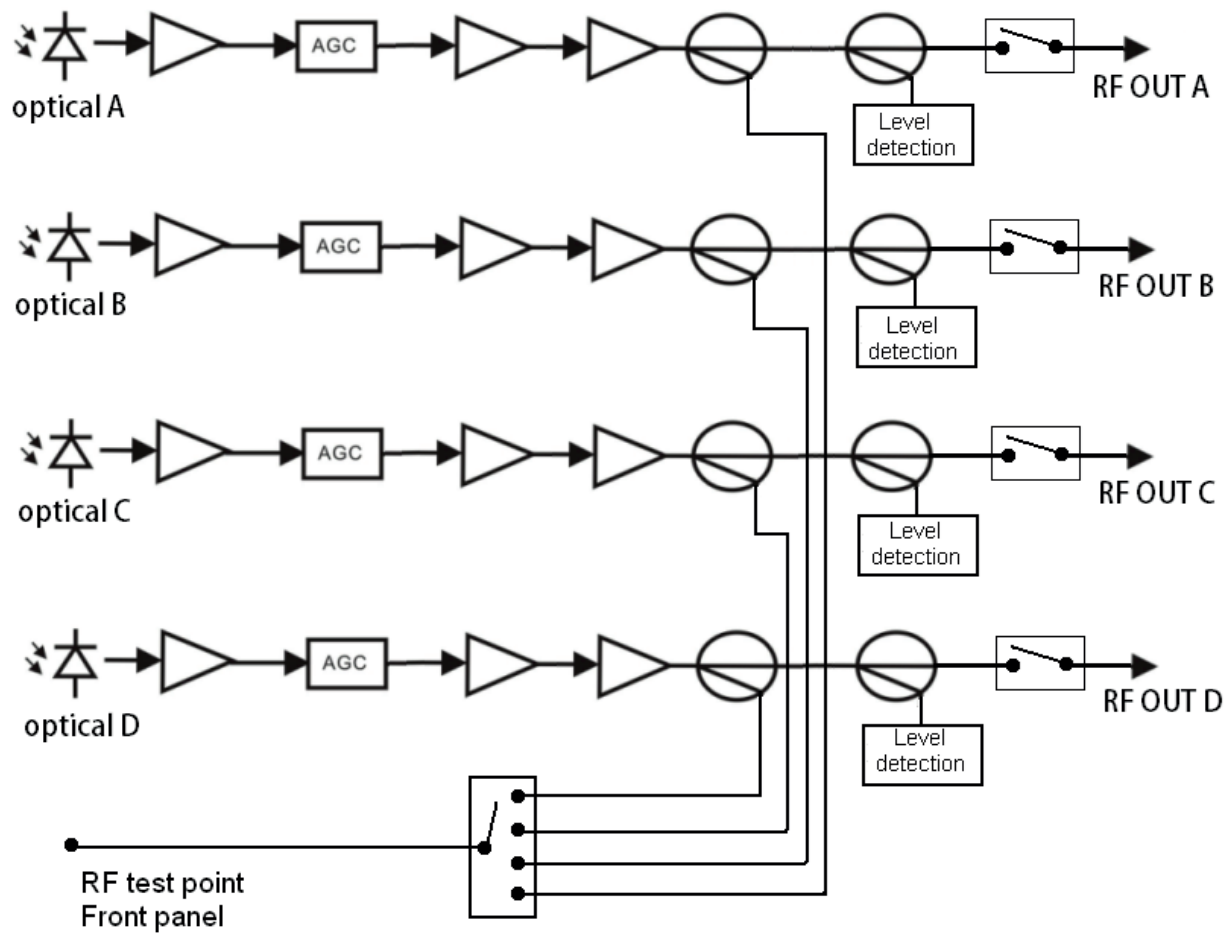 AGC
optical A
RF OUT A
Level
detection
AGC
optical B
RF OUT B
Level
detection
AGC
optical C
RF OUT C
Level
detection
AGC
optical D
RF OUT D
Level
detection
RF test point
Front panel